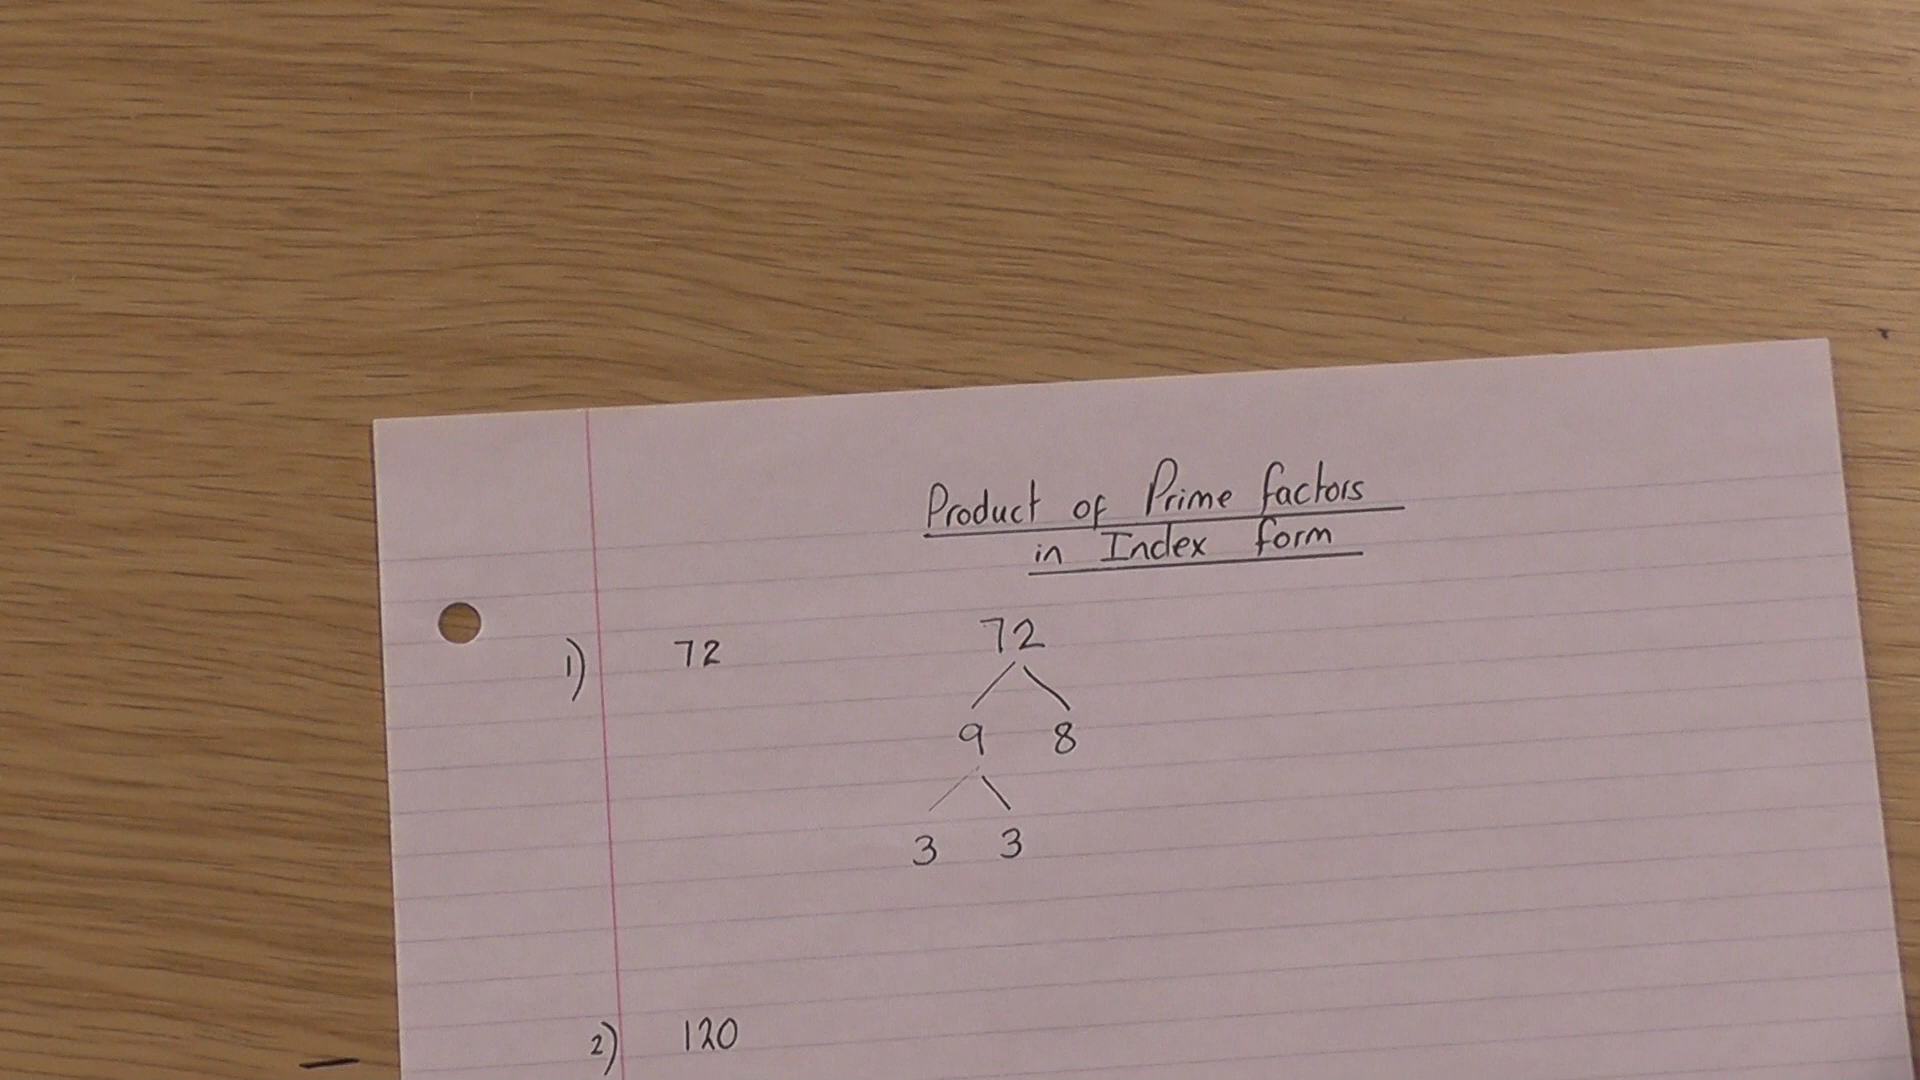 Product of Prime factors
in Index form
1) 72 72
9 8
3 3
2) 120